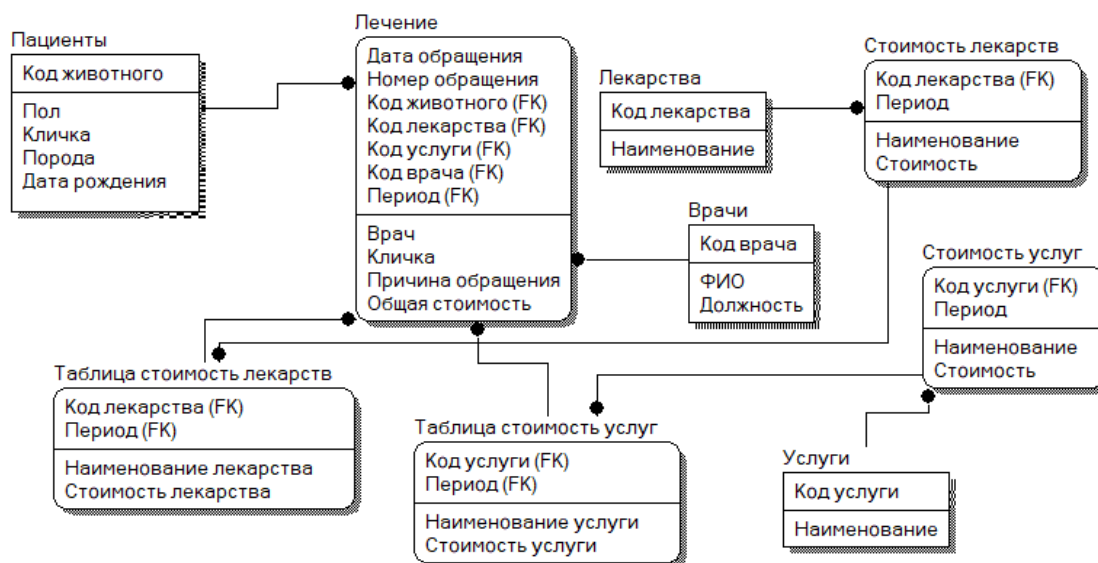 Пациенты
Код животного
Пол
Кличка
Порода
Дата рождения
Лечение
Дата обращения
Номер обращения
Код животного (FK)
Код лекарства (FK)
Код услуги (FK)
Код врача (FK)
Период (FK)
Врач
Кличка
Причина обращения
Общая стоимость
Лекарства
Код лекарства
Наименование
Стоимость лекарств
Код лекарства (FK)
Период
Наименование
Стоимость
Врачи
Код врача
ФИО
Должность
Стоимость услуг
Код услуги (FK)
Период
Наименование
Стоимость
Таблица стоимость лекарств
Код лекарства (FK)
Период (FK)
Наименование лекарства
Стоимость лекарства
Таблица стоимость услуг
Код услуги (FK)
Период (FK)
Наименование услуги
Стоимость услуги
Услуги
Код услуги
Наименование